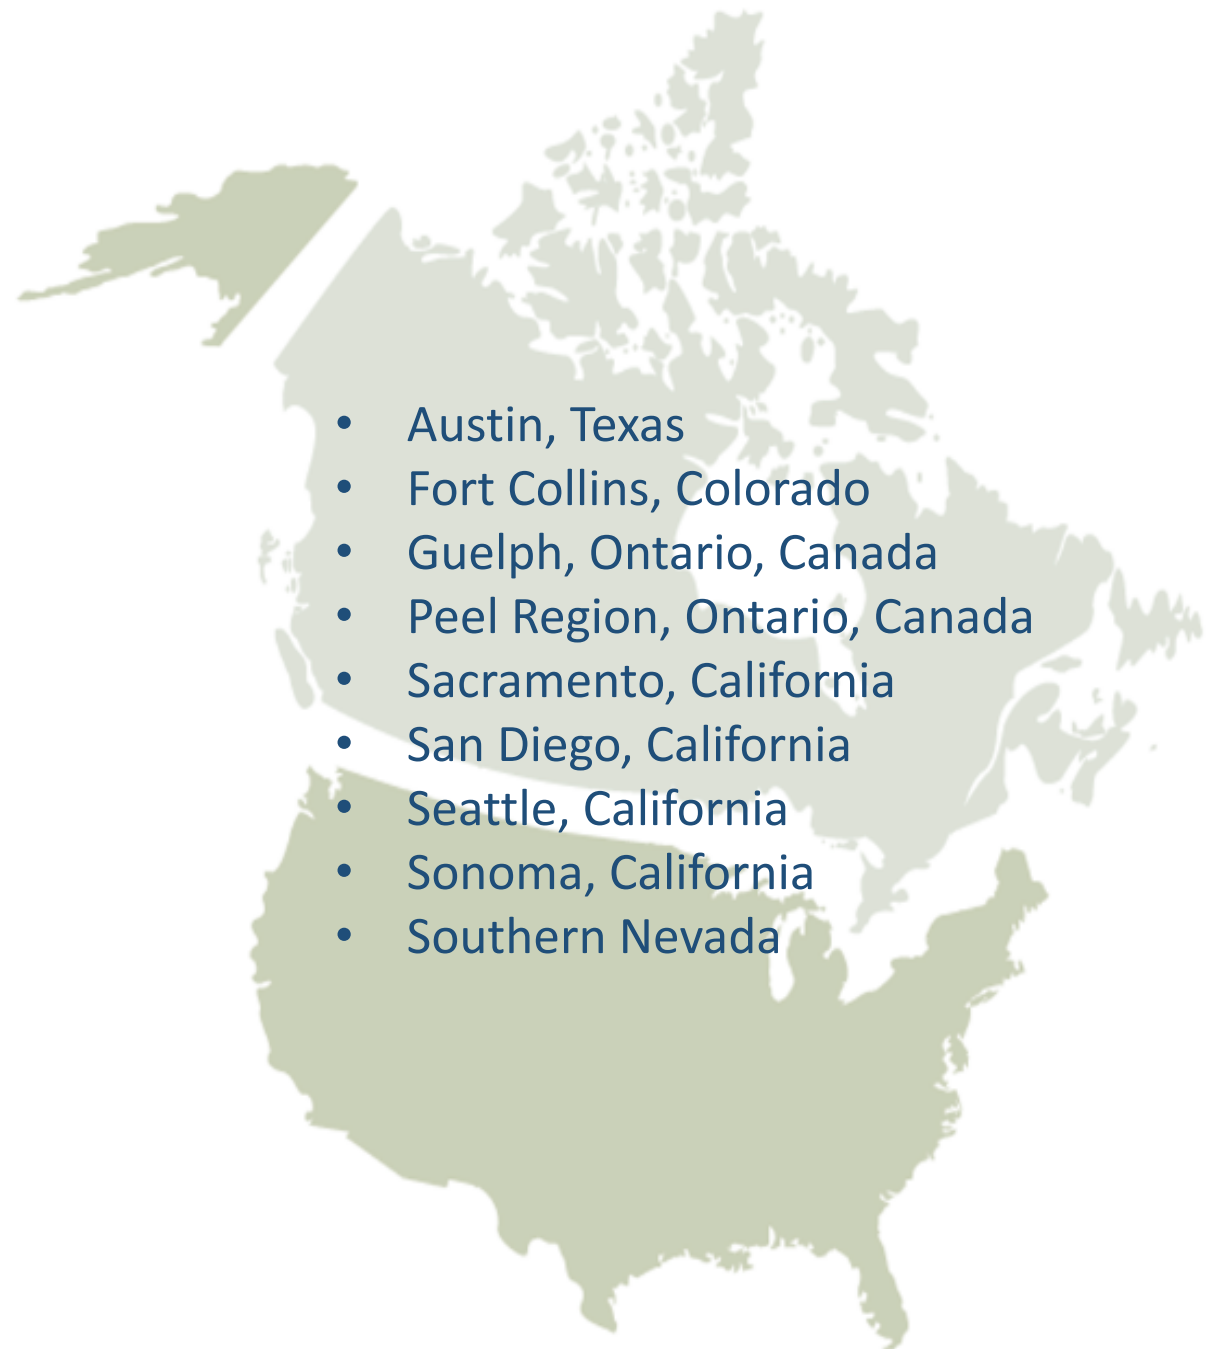 • Austin, Texas
• Fort Collins, Colorado
• Guelph, Ontario, Canada
• Peel Region, Ontario, Canada
• Sacramento, California
• San Diego, California
• Seattle, California
• Sonoma, California
• Southern Nevada